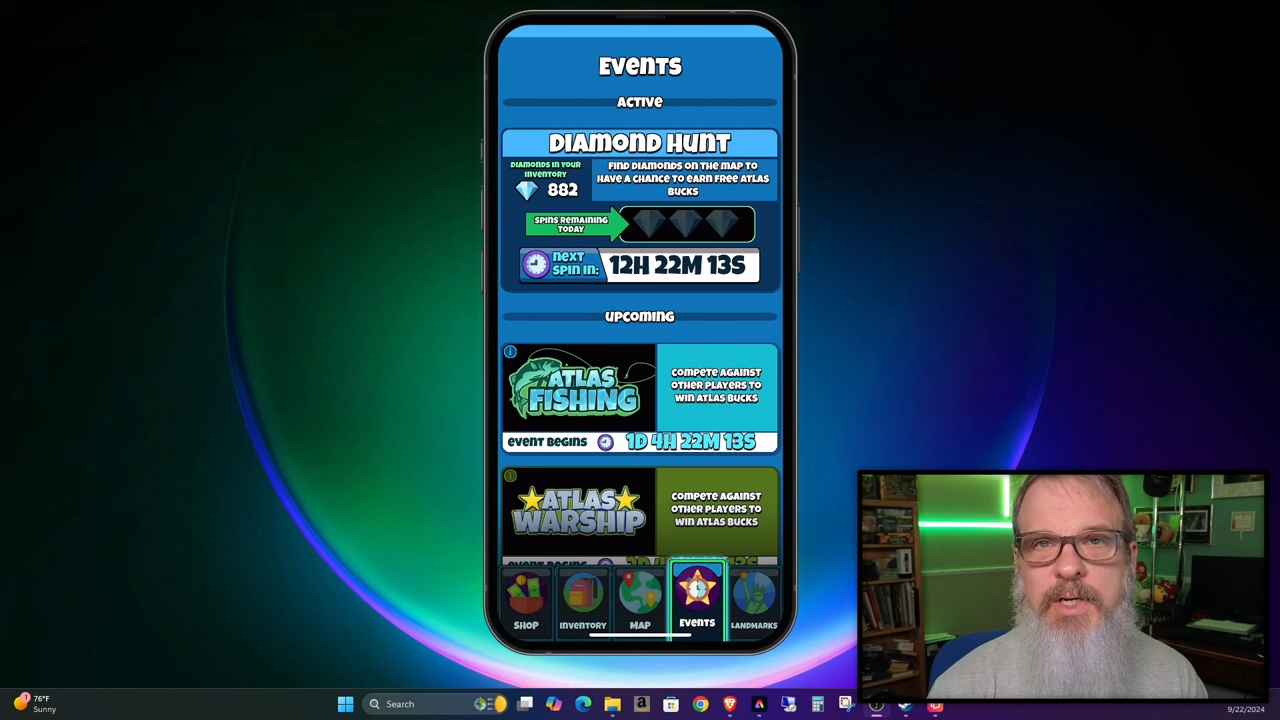 EVENTS
ACTIVE
DIAMOND HUNT
DIAMONDS IN YOUR
INVENTORY
882
FIND DIAMONDS ON THE MAP TO
HAVE A CHANCE TO EARN FREE ATLAS
BUCKS
SPINS REMAINING
TODAY
NEXT
SPIN IN:
12H 22M 13S
UPCOMING
ATLAS
FISHING
COMPETE AGAINST
OTHER PLAYERS TO
WIN ATLAS BUCKS
EVENT BEGINS
1D 4H 22M 13S
ATLAS
WARSHIP
COMPETE AGAINST
OTHER PLAYERS TO
WIN ATLAS BUCKS
SHOP
INVENTORY
MAP
EVENTS
LANDMARKS
1
76°F
Sunny
Search
9/22/2024